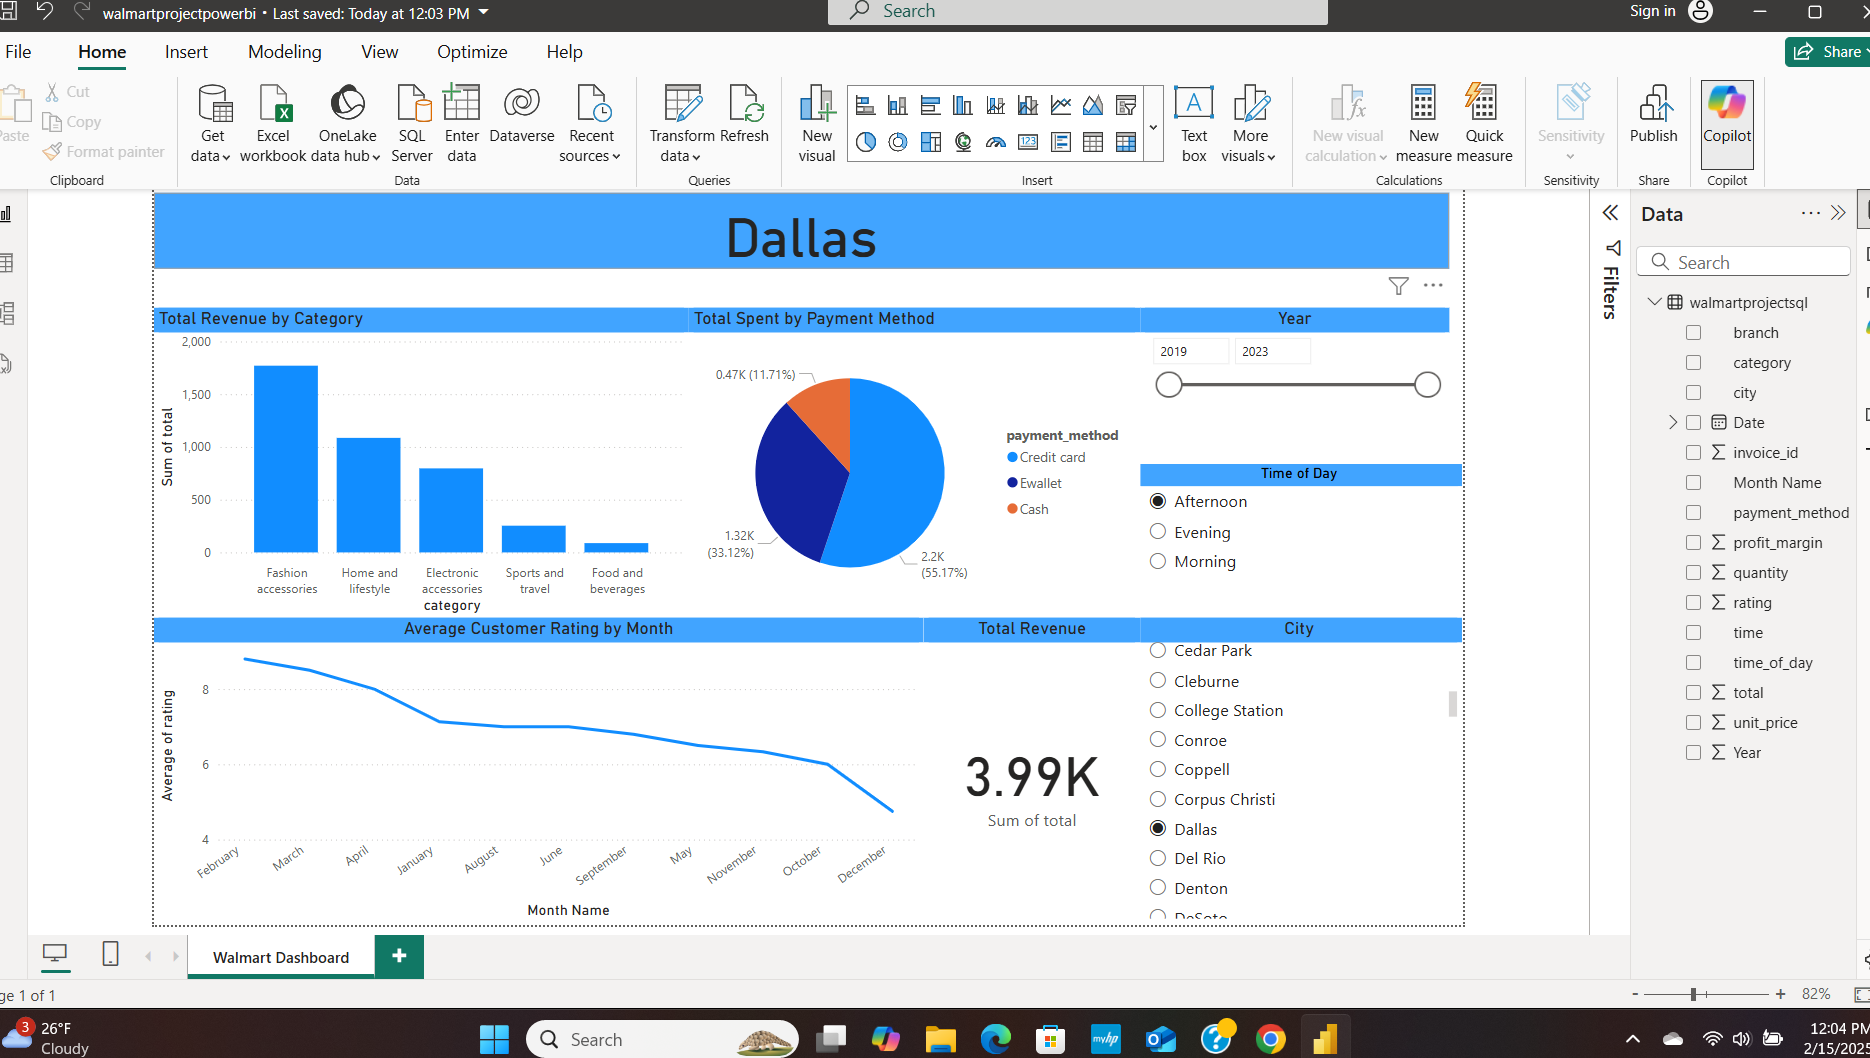 walmartprojectpowerbi • Last saved: Today at 12:03 PM
Search
Sign in
File
Home
Insert
Modeling
View
Optimize
Help
Share
Paste
Cut
Copy
Format painter
Clipboard
Get
data
Excel
workbook
OneLake
data hub
SQL
Server
Enter
data
Dataverse
Recent
sources
Data
Transform
data
Refresh
Queries
New
visual
123
A
Text
box
More
visuals
Insert
fx
New visual
calculation
New
measure
Quick
measure
Calculations
Sensitivity
Sensitivity
Publish
Share
Copilot
Copilot
Dallas
Total Revenue by Category
2,000
1,500
1,000
500
0
Sum of total
Fashion
accessories
Home and
lifestyle
Electronic
accessories
Sports and
travel
Food and
beverages
category
Total Spent by Payment Method
0.47K (11.71%)
1.32K
(33.12%)
2.2K
(55.17%)
payment_method
Credit card
Ewallet
Cash
Year
2019
2023
Time of Day
Afternoon
Evening
Morning
Average Customer Rating by Month
Average of rating
8
6
4
February
March
April
January
August
June
September
May
November
October
December
Month Name
Total Revenue
3.99K
Sum of total
City
Cedar Park
Cleburne
College Station
Conroe
Coppell
Corpus Christi
Dallas
Del Rio
Denton
DeSoto
Filters
Data
Search
walmartprojectsql
branch
category
city
Date
Σ invoice_id
Month Name
payment_method
Σ profit_margin
Σ quantity
Σ rating
time
time_of_day
Σ total
Σ unit_price
Σ Year
Walmart Dashboard
+
ge 1 of 1
- + 82%
3
26°F
Cloudy
Search
myhp
12:04 PM
2/15/2025